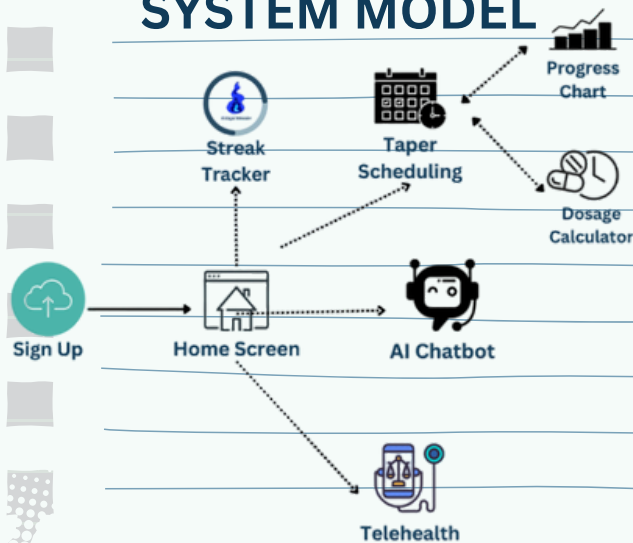 SYSTEM MODEL
Progress
Chart
Streak
Tracker
Taper
Scheduling
Dosage
Calculator
Sign Up
Home Screen
AI Chatbot
Telehealth